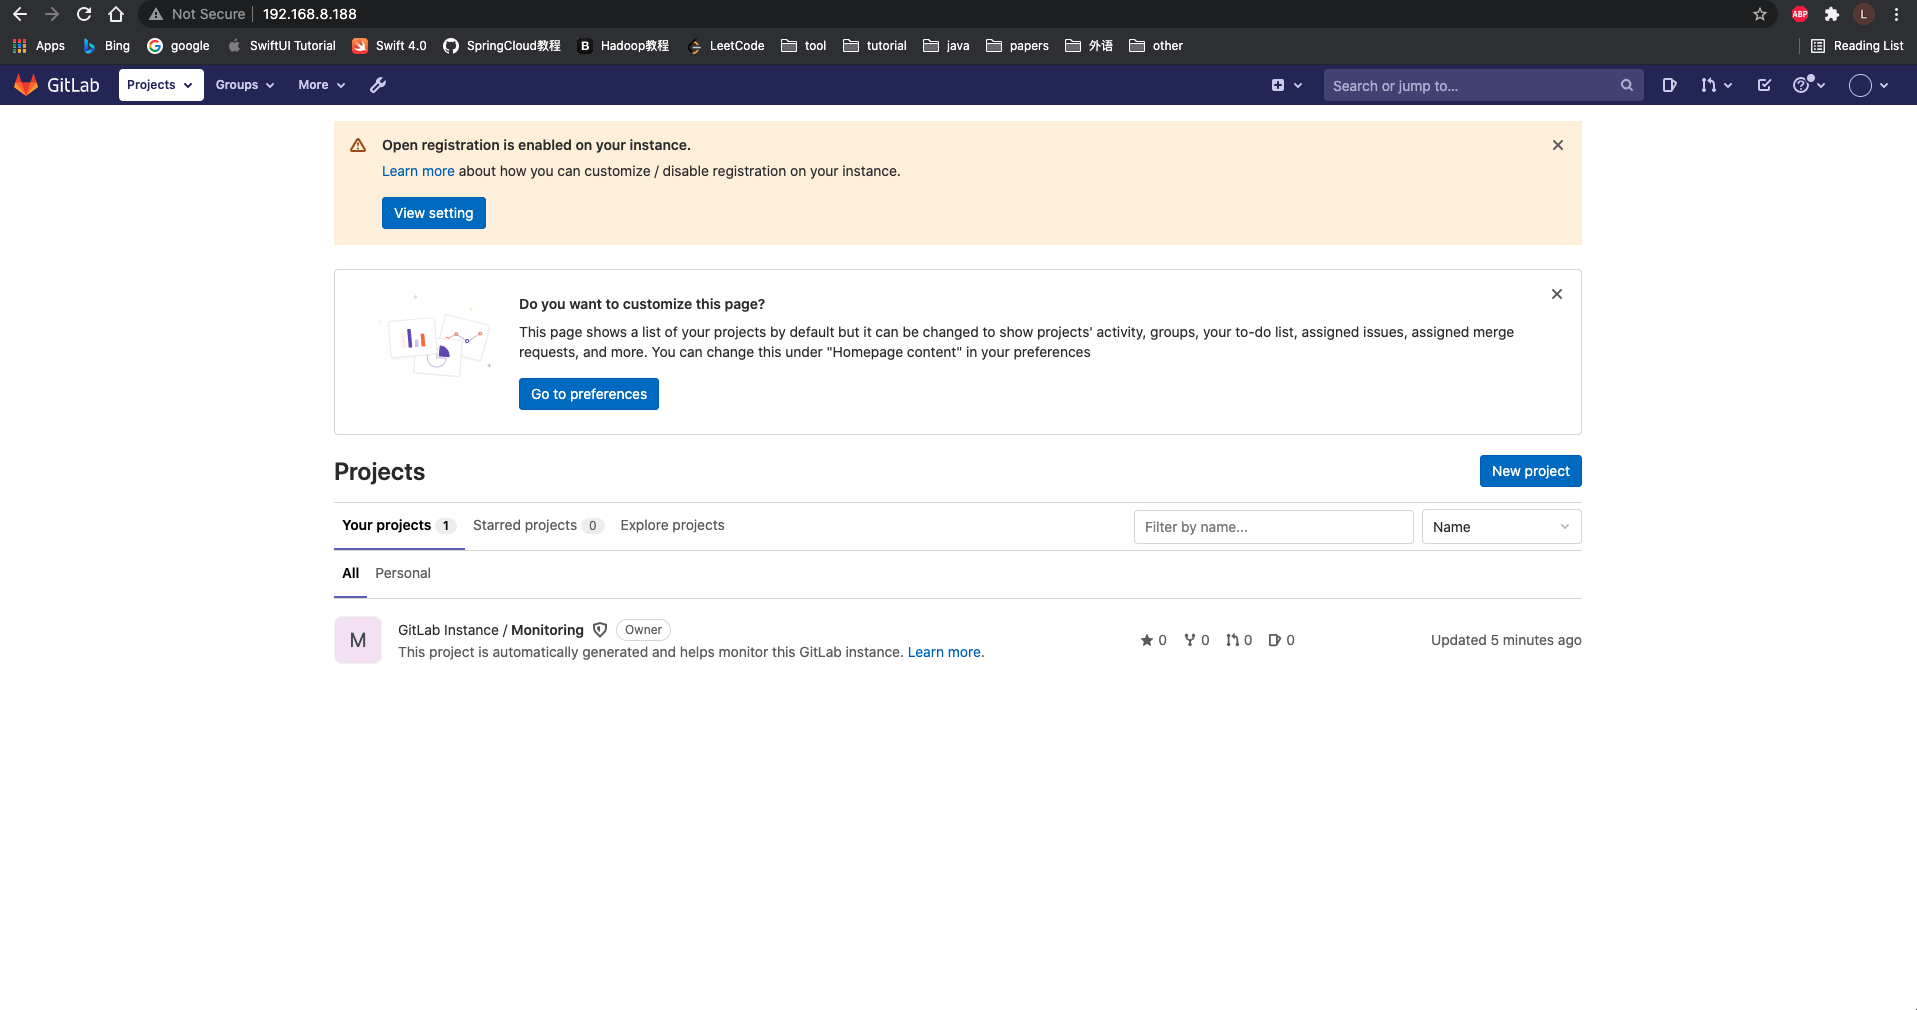 Not Secure 192.168.8.188
ABP L
Apps Bing google SwiftUI Tutorial Swift 4.0 SpringCloud教程 B Hadoop教程 LeetCode tool tutorial java papers 外语 other Reading List
GitLab Projects Groups More Search or jump to...
Open registration is enabled on your instance.
Learn more about how you can customize / disable registration on your instance.
View setting
Do you want to customize this page?
This page shows a list of your projects by default but it can be changed to show projects' activity, groups, your to-do list, assigned issues, assigned merge
requests, and more. You can change this under "Homepage content" in your preferences
Go to preferences
Projects New project
Your projects 1 Starred projects 0 Explore projects Filter by name... Name
All Personal
M
GitLab Instance / Monitoring Owner
This project is automatically generated and helps monitor this GitLab instance. Learn more.
0 0 0 0 Updated 5 minutes ago